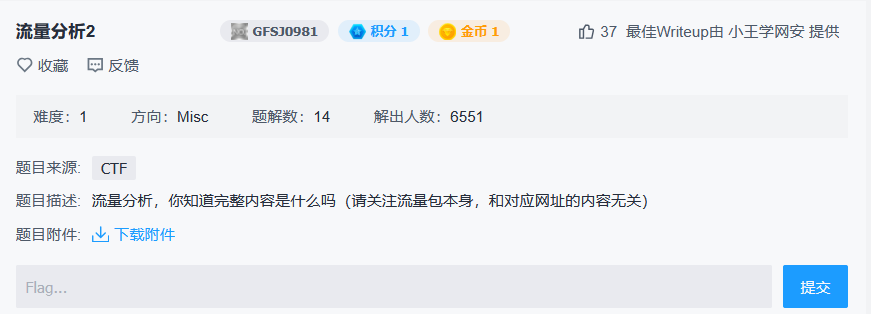 流量分析2 GFSJ0981 积分 1 金币 1 37 最佳Writeup由 小王学网安 提供
收藏 反馈
难度：1 方向：Misc 题解数：14 解出人数：6551
题目来源: CTF
题目描述: 流量分析，你知道完整内容是什么吗（请关注流量包本身，和对应网址的内容无关）
题目附件: 下载附件
Flag... 提交